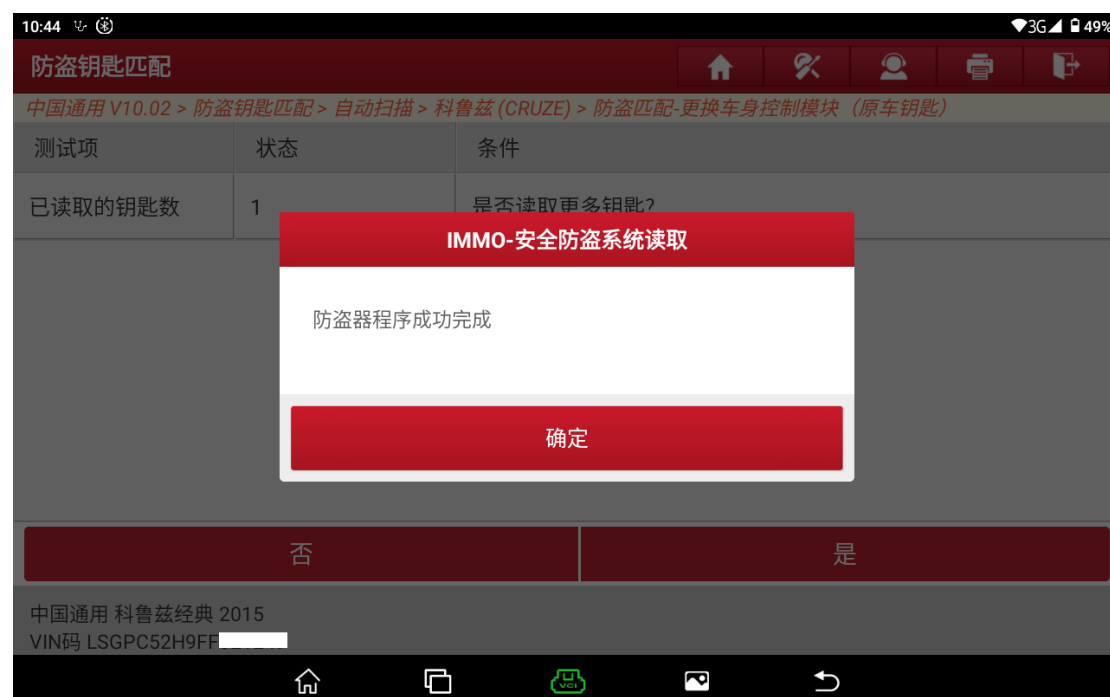 10:44 3G 49%
防盗钥匙匹配
中国通用 V10.02 > 防盗钥匙匹配 > 自动扫描 > 科鲁兹 (CRUZE) > 防盗匹配-更换车身控制模块（原车钥匙）
测试项 状态 条件
已读取的钥匙数 1 是否读取更多钥匙?
IMMO-安全防盗系统读取
防盗器程序成功完成
确定
否 是
中国通用 科鲁兹经典 2015
VIN码 LSGPC52H9FF
VCI